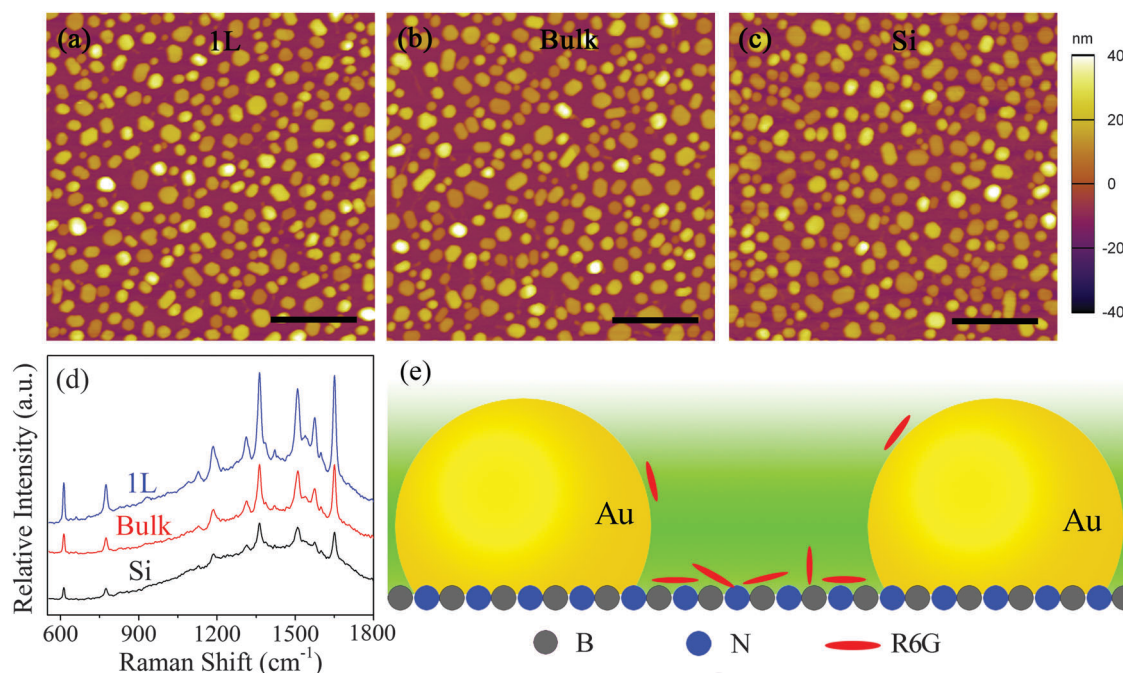 (a) 1L
(b) Bulk
(c) Si
nm
40
20
0
-20
-40
(d)
Relative Intensity (a.u.)
1L
Bulk
Si
600 900 1200 1500 1800
Raman Shift (cm⁻¹)
(e)
Au
Au
B
N
R6G